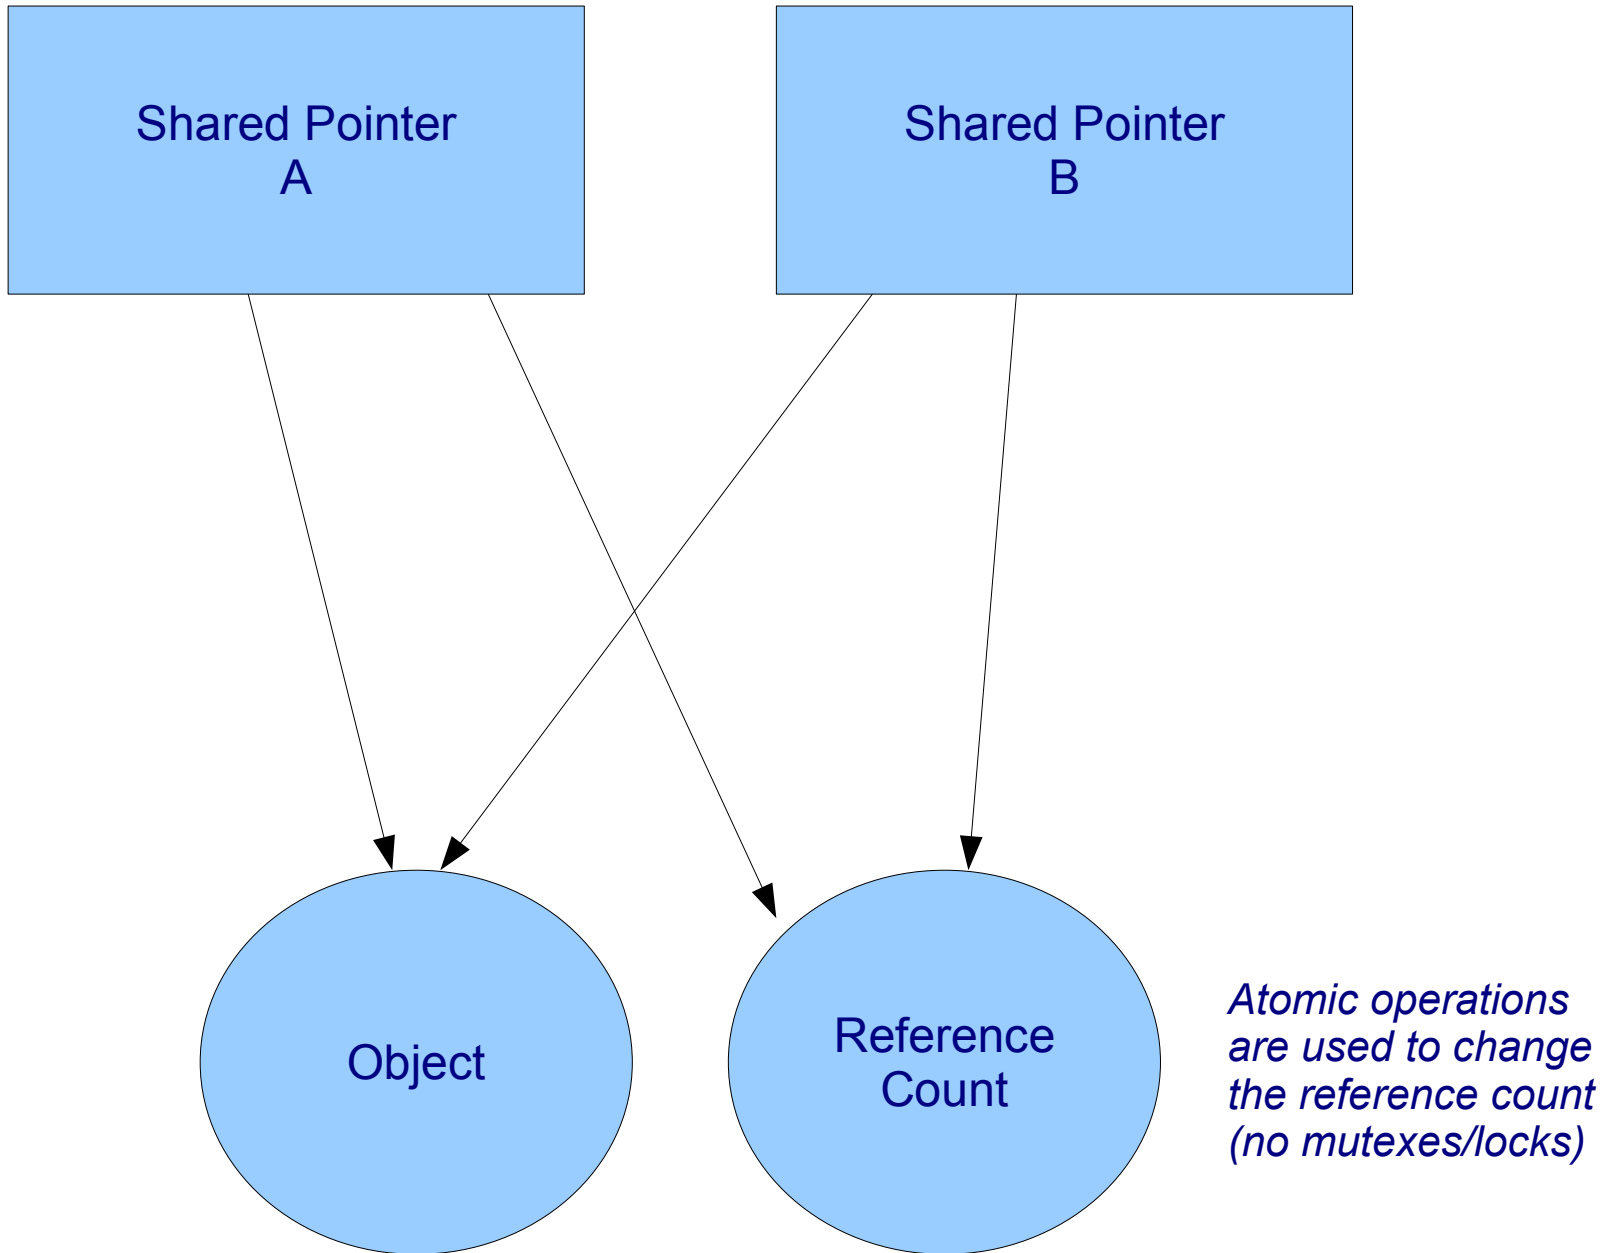 Shared Pointer
A
Shared Pointer
B
Object
Reference
Count
Atomic operations
are used to change
the reference count
(no mutexes/locks)